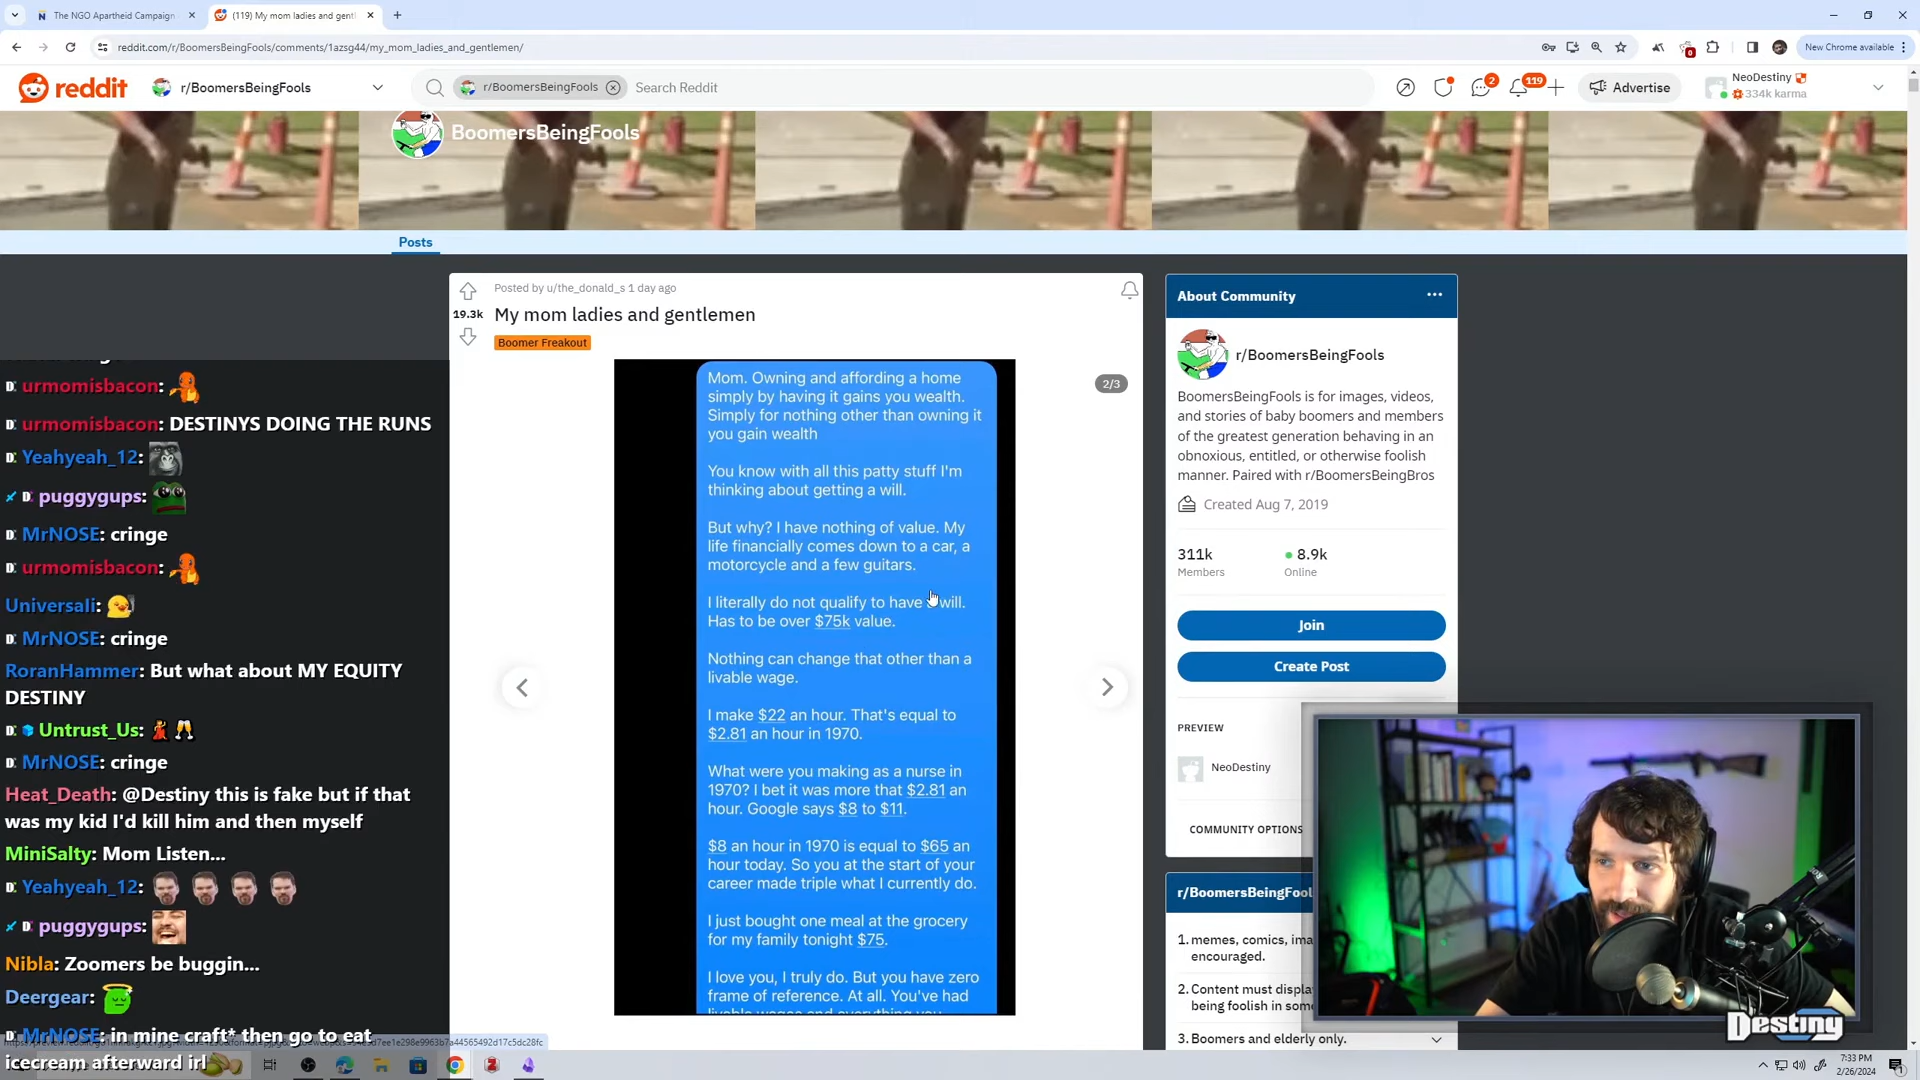 The NGO Apartheid Campaign
(119) My mom ladies and gentl
reddit.com/r/BoomersBeingFools/comments/1azsg44/my_mom_ladies_and_gentlemen/
0
New Chrome available
reddit
r/BoomersBeingFools
r/BoomersBeingFools
Search Reddit
2
119
Advertise
NeoDestiny
334k karma
BoomersBeingFools
Posts
Posted by u/the_donald_s 1 day ago
19.3k
My mom ladies and gentlemen
Boomer Freakout
2/3
Mom. Owning and affording a home
simply by having it gains you wealth.
Simply for nothing other than owning it
you gain wealth
You know with all this patty stuff I'm
thinking about getting a will.
But why? I have nothing of value. My
life financially comes down to a car, a
motorcycle and a few guitars.
I literally do not qualify to have will.
Has to be over $75k value.
Nothing can change that other than a
livable wage.
I make $22 an hour. That's equal to
$2.81 an hour in 1970.
What were you making as a nurse in
1970? I bet it was more that $2.81 an
hour. Google says $8 to $11.
$8 an hour in 1970 is equal to $65 an
hour today. So you at the start of your
career made triple what I currently do.
I just bought one meal at the grocery
for my family tonight $75.
I love you, I truly do. But you have zero
frame of reference. At all. You've had
About Community
r/BoomersBeingFools
BoomersBeingFools is for images, videos,
and stories of baby boomers and members
of the greatest generation behaving in an
obnoxious, entitled, or otherwise foolish
manner. Paired with r/BoomersBeingBros
Created Aug 7, 2019
311k
8.9k
Members
Online
Join
Create Post
PREVIEW
NeoDestiny
COMMUNITY OPTIONS
r/BoomersBeingFool
1. memes, comics, ima
encouraged.
2. Content must displa
being foolish in som
3. Boomers and elderly only.
urmomisbacon:
urmomisbacon: DESTINYS DOING THE RUNS
Yeahyeah_12:
puggygups:
MrNOSE: cringe
urmomisbacon:
Universali:
MrNOSE: cringe
RoranHammer: But what about MY EQUITY
DESTINY
Untrust_Us:
MrNOSE: cringe
Heat_Death: @Destiny this is fake but if that
was my kid I'd kill him and then myself
MiniSalty: Mom Listen...
Yeahyeah_12:
puggygups:
Nibla: Zoomers be buggin...
Deergear:
MrNOSE: in mine craft* then go to eat
icecream afterward irl
Destiny
7:33 PM
2/26/2024